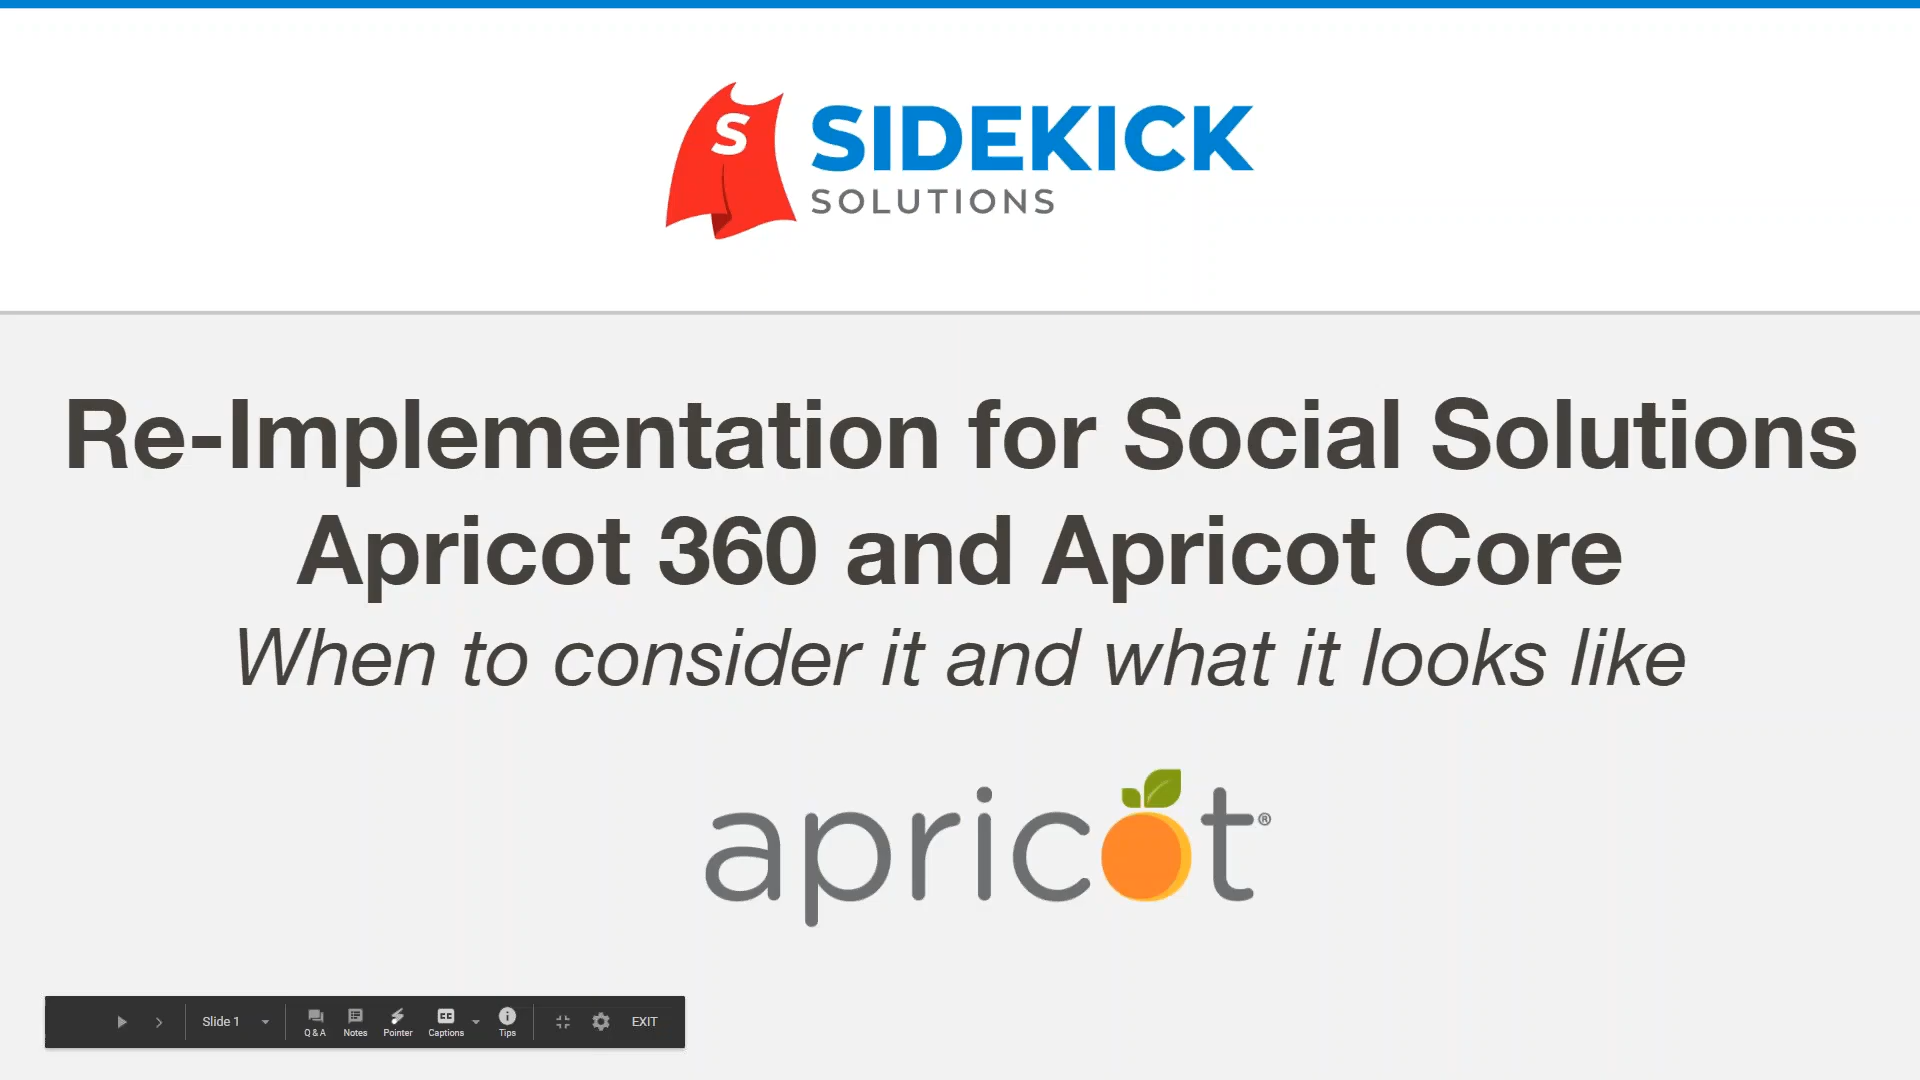 S
SIDEKICK
SOLUTIONS
Re-Implementation for Social Solutions
Apricot 360 and Apricot Core
When to consider it and what it looks like
apricot®
Slide 1
Q & A
Notes
Pointer
CC
Captions
Tips
EXIT